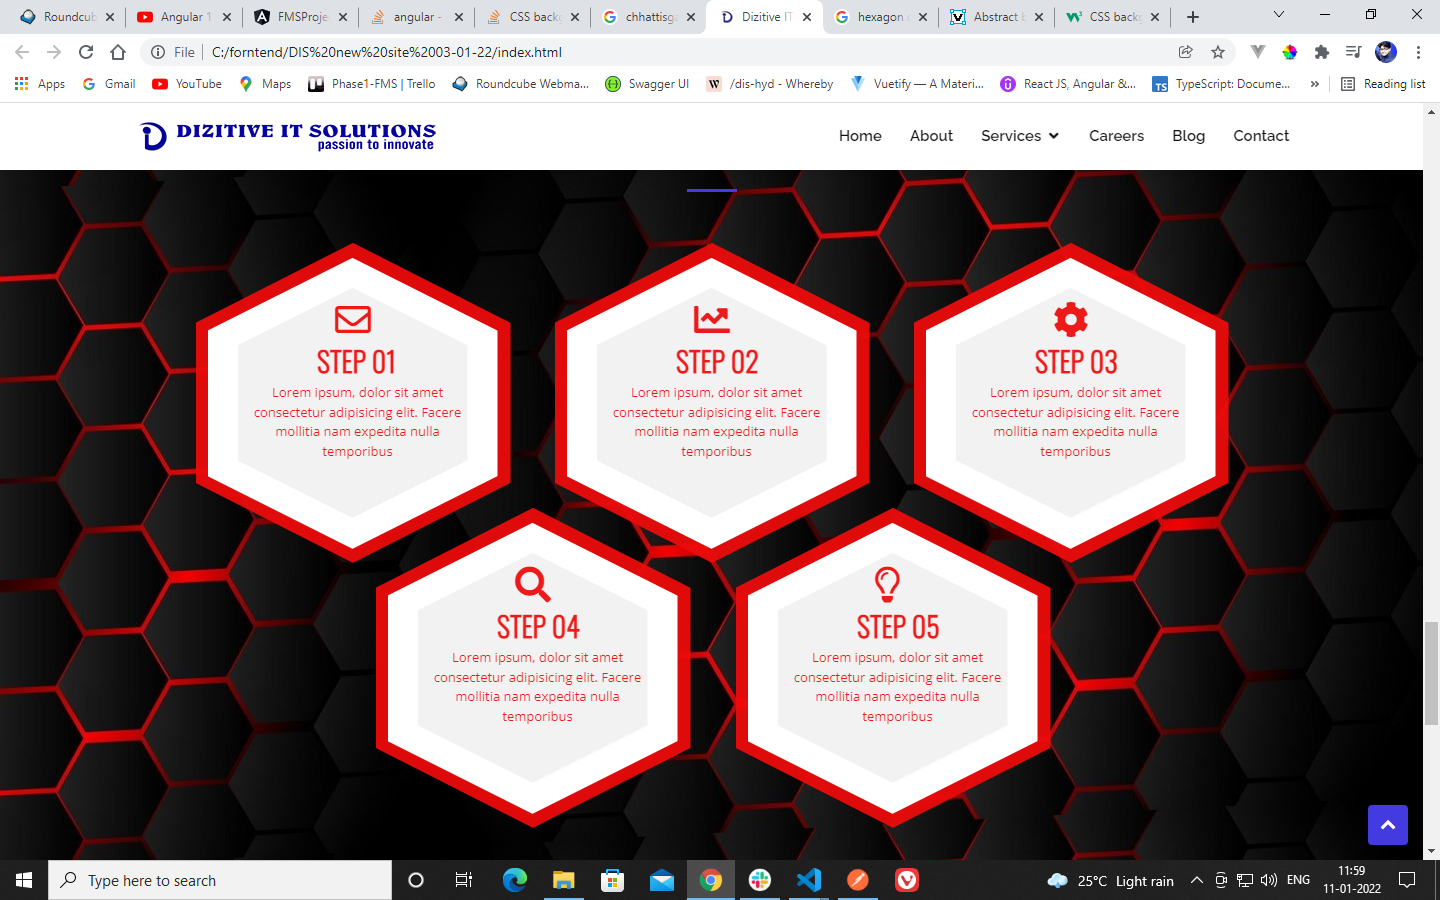 Roundcub
Angular 1
FMSProje
angular -
CSS backg
chhattisga
Dizitive IT
hexagon
Abstract b
CSS backg
File
C:/forntend/DIS%20new%20site%2003-01-22/index.html
Apps
Gmail
YouTube
Maps
Phase1-FMS | Trello
Roundcube Webma...
Swagger UI
/dis-hyd - Whereby
Vuetify — A Materi...
React JS, Angular &...
TypeScript: Docume...
Reading list
DIZITIVE IT SOLUTIONS
passion to innovate
Home
About
Services
Careers
Blog
Contact
STEP 01
Lorem ipsum, dolor sit amet
consectetur adipisicing elit. Facere
mollitia nam expedita nulla
temporibus
STEP 02
Lorem ipsum, dolor sit amet
consectetur adipisicing elit. Facere
mollitia nam expedita nulla
temporibus
STEP 03
Lorem ipsum, dolor sit amet
consectetur adipisicing elit. Facere
mollitia nam expedita nulla
temporibus
STEP 04
Lorem ipsum, dolor sit amet
consectetur adipisicing elit. Facere
mollitia nam expedita nulla
temporibus
STEP 05
Lorem ipsum, dolor sit amet
consectetur adipisicing elit. Facere
mollitia nam expedita nulla
temporibus
Type here to search
25°C Light rain
ENG
11:59
11-01-2022